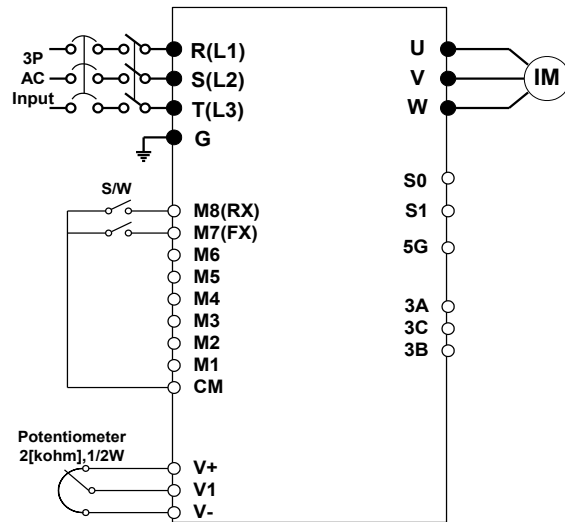 3P
AC
Input
R(L1)
S(L2)
T(L3)
G
U
V
W
IM
S/W
M8(RX)
M7(FX)
M6
M5
M4
M3
M2
M1
CM
S0
S1
5G
3A
3C
3B
Potentiometer
2[kohm],1/2W
V+
V1
V-